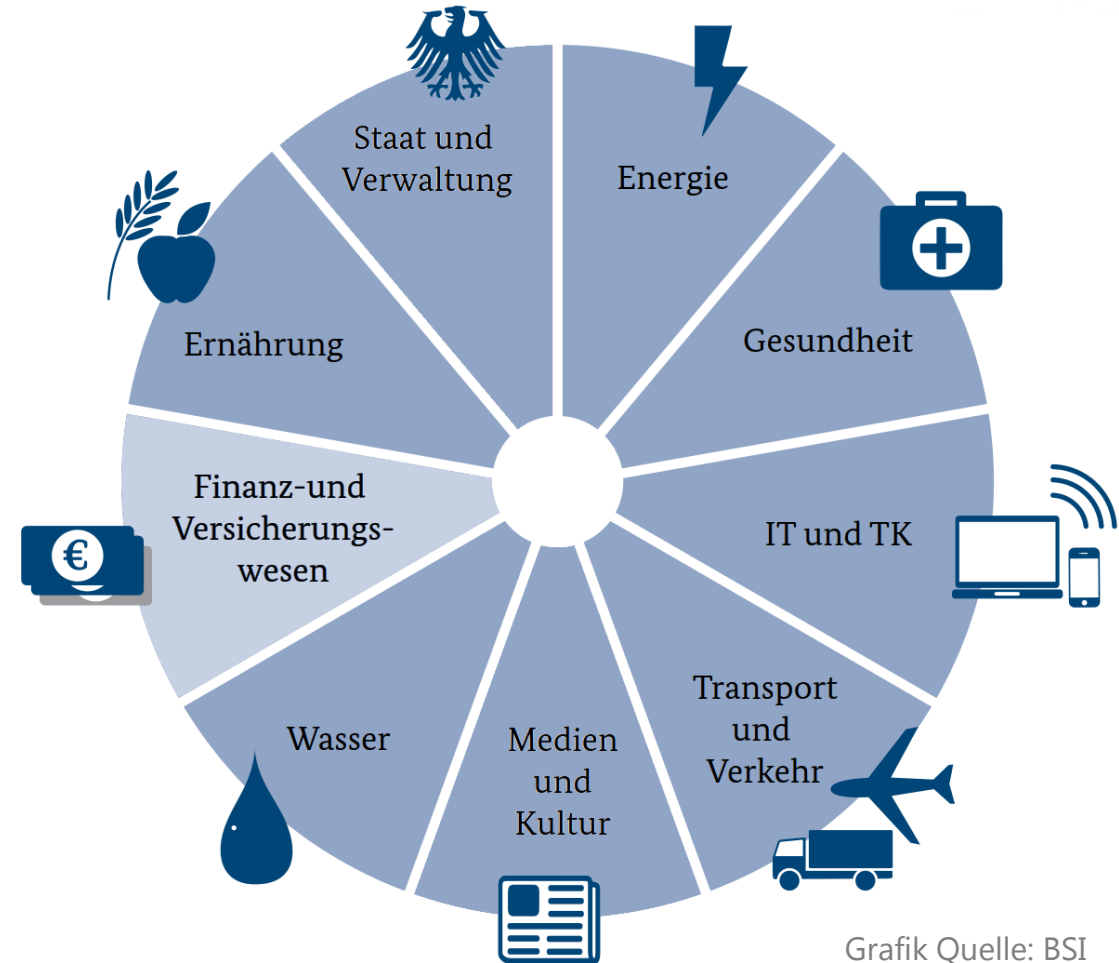 Staat und
Verwaltung
Energie
Gesundheit
IT und TK
Transport
und
Verkehr
Medien
und
Kultur
Wasser
Finanz-und
Versicherungs-
wesen
€
Ernährung
Grafik Quelle: BSI